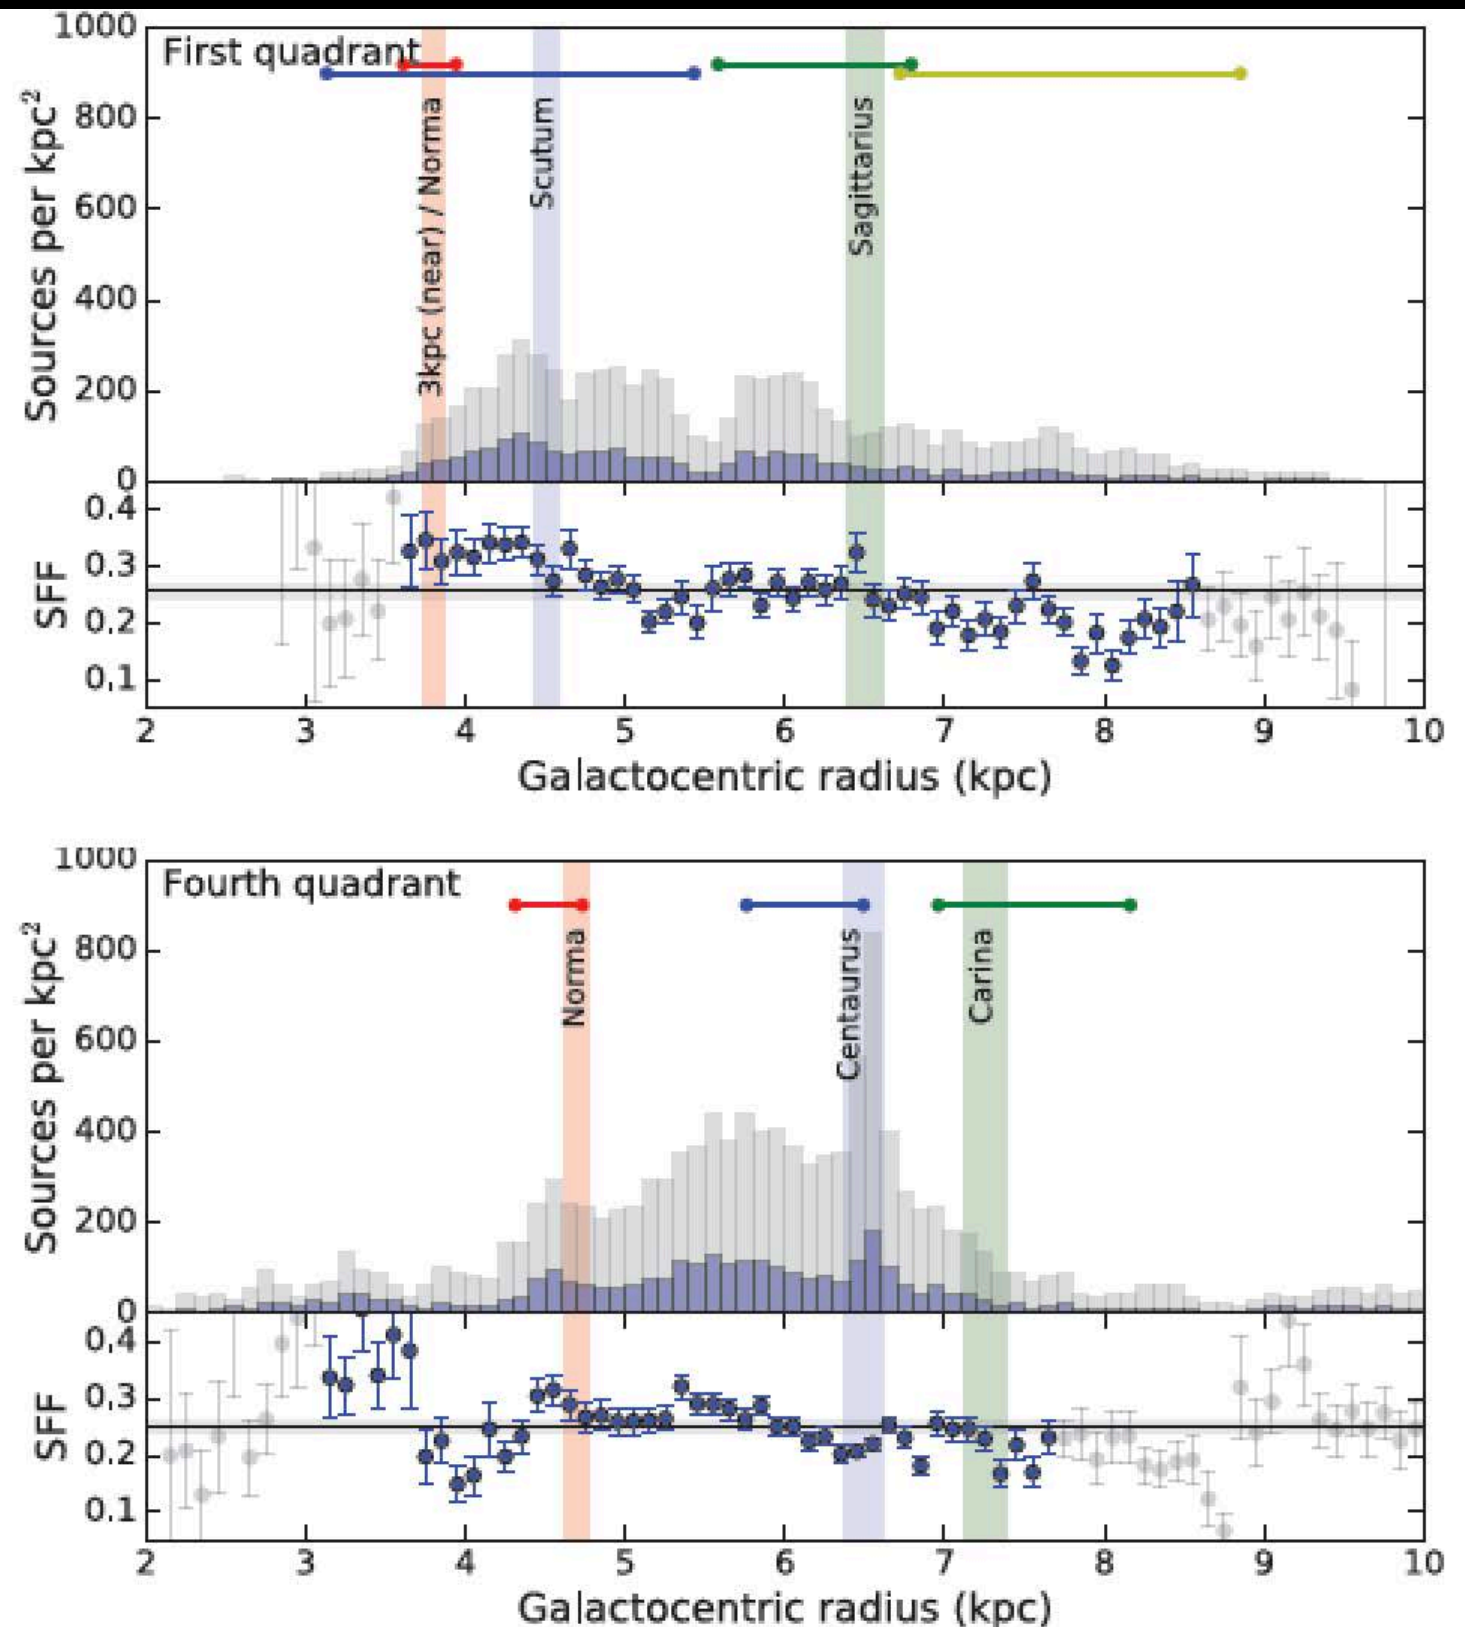 1000
First quadrant
800
600
400
200
0
Sources per kpc²
3kpc (near) / Norma
Scutum
Sagittarius
0.4
0.3
0.2
0.1
SFF
2 3 4 5 6 7 8 9 10
Galactocentric radius (kpc)
1000
Fourth quadrant
800
600
400
200
0
Sources per kpc²
Norma
Centaurus
Carina
0.4
0.3
0.2
0.1
SFF
2 3 4 5 6 7 8 9 10
Galactocentric radius (kpc)